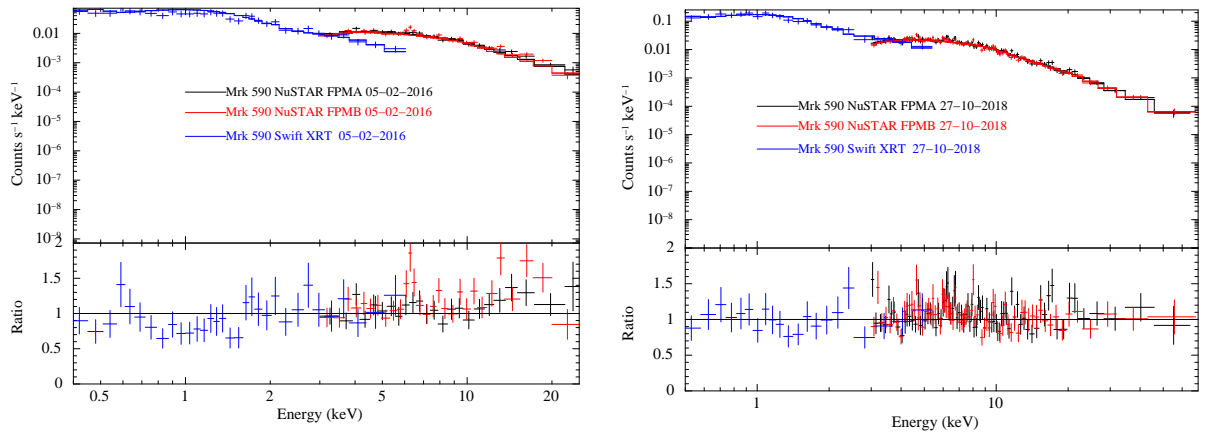 0.01
10⁻³
10⁻⁴
10⁻⁵
10⁻⁶
10⁻⁷
10⁻⁸
10⁻⁹
Counts s⁻¹ keV⁻¹
Mrk 590 NuSTAR FPMA 05−02−2016
Mrk 590 NuSTAR FPMB 05−02−2016
Mrk 590 Swift XRT 05−02−2016
2
1.5
1
0.5
0
Ratio
0.5 1 2 5 10 20
Energy (keV)
0.1
0.01
10⁻³
10⁻⁴
10⁻⁵
10⁻⁶
10⁻⁷
10⁻⁸
Counts s⁻¹ keV⁻¹
Mrk 590 NuSTAR FPMA 27−10−2018
Mrk 590 NuSTAR FPMB 27−10−2018
Mrk 590 Swift XRT 27−10−2018
2
1.5
1
0.5
0
Ratio
1 10
Energy (keV)